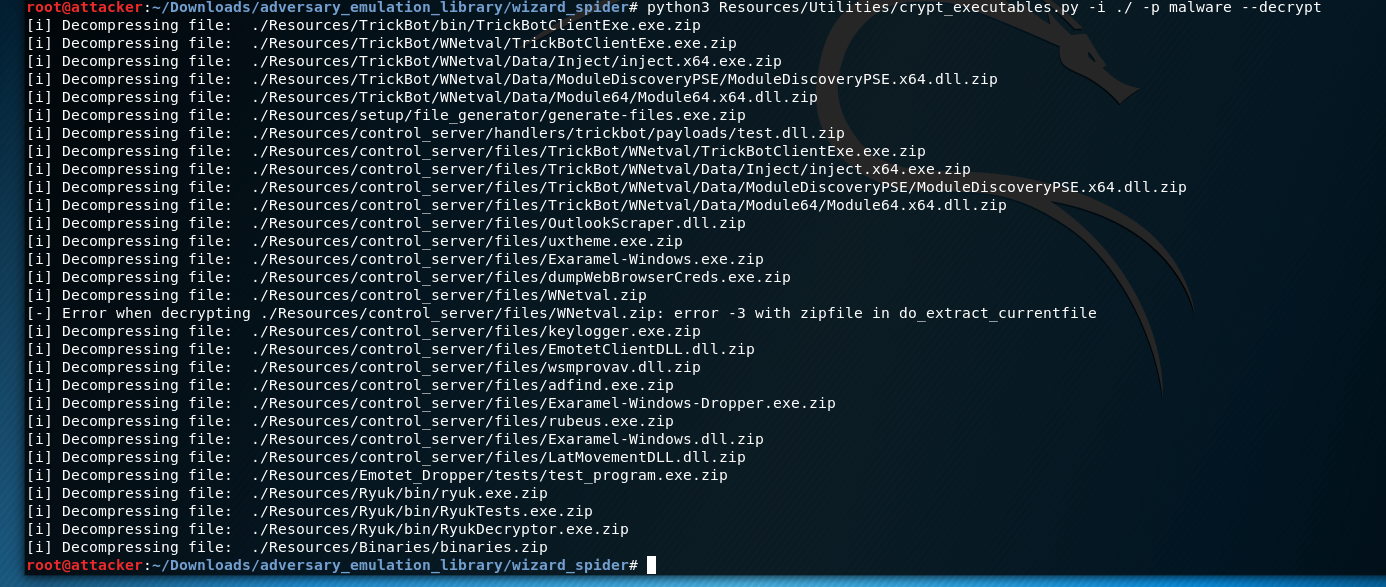 root@attacker:~/Downloads/adversary_emulation_library/wizard_spider# python3 Resources/Utilities/crypt_executables.py -i ./ -p malware --decrypt
[i] Decompressing file:  ./Resources/TrickBot/bin/TrickBotClientExe.exe.zip
[i] Decompressing file:  ./Resources/TrickBot/WNetval/TrickBotClientExe.exe.zip
[i] Decompressing file:  ./Resources/TrickBot/WNetval/Data/Inject/inject.x64.exe.zip
[i] Decompressing file:  ./Resources/TrickBot/WNetval/Data/ModuleDiscoveryPSE/ModuleDiscoveryPSE.x64.dll.zip
[i] Decompressing file:  ./Resources/TrickBot/WNetval/Data/Module64/Module64.x64.dll.zip
[i] Decompressing file:  ./Resources/setup/file_generator/generate-files.exe.zip
[i] Decompressing file:  ./Resources/control_server/handlers/trickbot/payloads/test.dll.zip
[i] Decompressing file:  ./Resources/control_server/files/TrickBot/WNetval/TrickBotClientExe.exe.zip
[i] Decompressing file:  ./Resources/control_server/files/TrickBot/WNetval/Data/Inject/inject.x64.exe.zip
[i] Decompressing file:  ./Resources/control_server/files/TrickBot/WNetval/Data/ModuleDiscoveryPSE/ModuleDiscoveryPSE.x64.dll.zip
[i] Decompressing file:  ./Resources/control_server/files/TrickBot/WNetval/Data/Module64/Module64.x64.dll.zip
[i] Decompressing file:  ./Resources/control_server/files/OutlookScraper.dll.zip
[i] Decompressing file:  ./Resources/control_server/files/uxtheme.exe.zip
[i] Decompressing file:  ./Resources/control_server/files/Exaramel-Windows.exe.zip
[i] Decompressing file:  ./Resources/control_server/files/dumpWebBrowserCreds.exe.zip
[i] Decompressing file:  ./Resources/control_server/files/WNetval.zip
[-] Error when decrypting ./Resources/control_server/files/WNetval.zip: error -3 with zipfile in do_extract_currentfile
[i] Decompressing file:  ./Resources/control_server/files/keylogger.exe.zip
[i] Decompressing file:  ./Resources/control_server/files/EmotetClientDLL.dll.zip
[i] Decompressing file:  ./Resources/control_server/files/wsmprovav.dll.zip
[i] Decompressing file:  ./Resources/control_server/files/adfind.exe.zip
[i] Decompressing file:  ./Resources/control_server/files/Exaramel-Windows-Dropper.exe.zip
[i] Decompressing file:  ./Resources/control_server/files/rubeus.exe.zip
[i] Decompressing file:  ./Resources/control_server/files/Exaramel-Windows.dll.zip
[i] Decompressing file:  ./Resources/control_server/files/LatMovementDLL.dll.zip
[i] Decompressing file:  ./Resources/Emotet_Dropper/tests/test_program.exe.zip
[i] Decompressing file:  ./Resources/Ryuk/bin/ryuk.exe.zip
[i] Decompressing file:  ./Resources/Ryuk/bin/RyukTests.exe.zip
[i] Decompressing file:  ./Resources/Ryuk/bin/RyukDecryptor.exe.zip
[i] Decompressing file:  ./Resources/Binaries/binaries.zip
root@attacker:~/Downloads/adversary_emulation_library/wizard_spider#